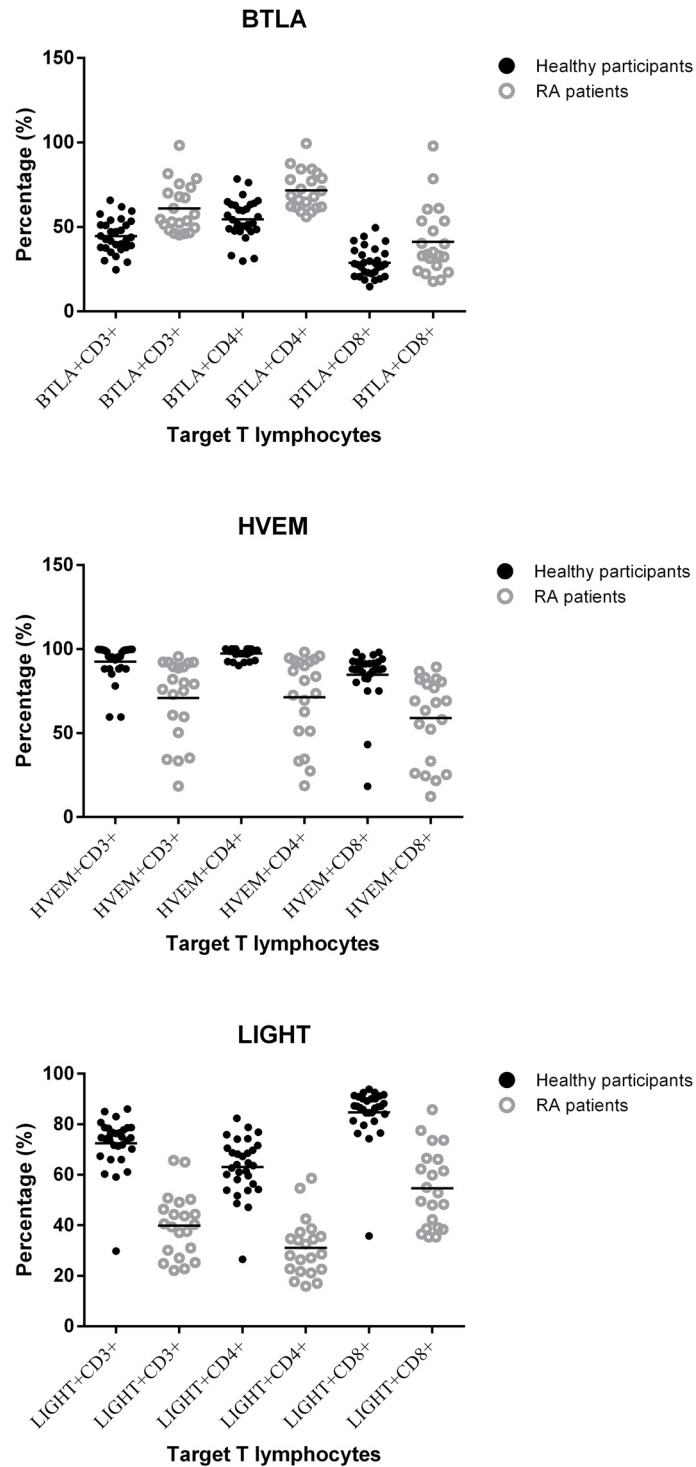 BTLA
Healthy participants
RA patients
Percentage (%)
150
100
50
0
BTLA+CD3+
BTLA+CD3+
BTLA+CD4+
BTLA+CD4+
BTLA+CD8+
BTLA+CD8+
Target T lymphocytes
HVEM
Healthy participants
RA patients
Percentage (%)
150
100
50
0
HVEM+CD3+
HVEM+CD3+
HVEM+CD4+
HVEM+CD4+
HVEM+CD8+
HVEM+CD8+
Target T lymphocytes
LIGHT
Healthy participants
RA patients
Percentage (%)
100
80
60
40
20
0
LIGHT+CD3+
LIGHT+CD3+
LIGHT+CD4+
LIGHT+CD4+
LIGHT+CD8+
LIGHT+CD8+
Target T lymphocytes